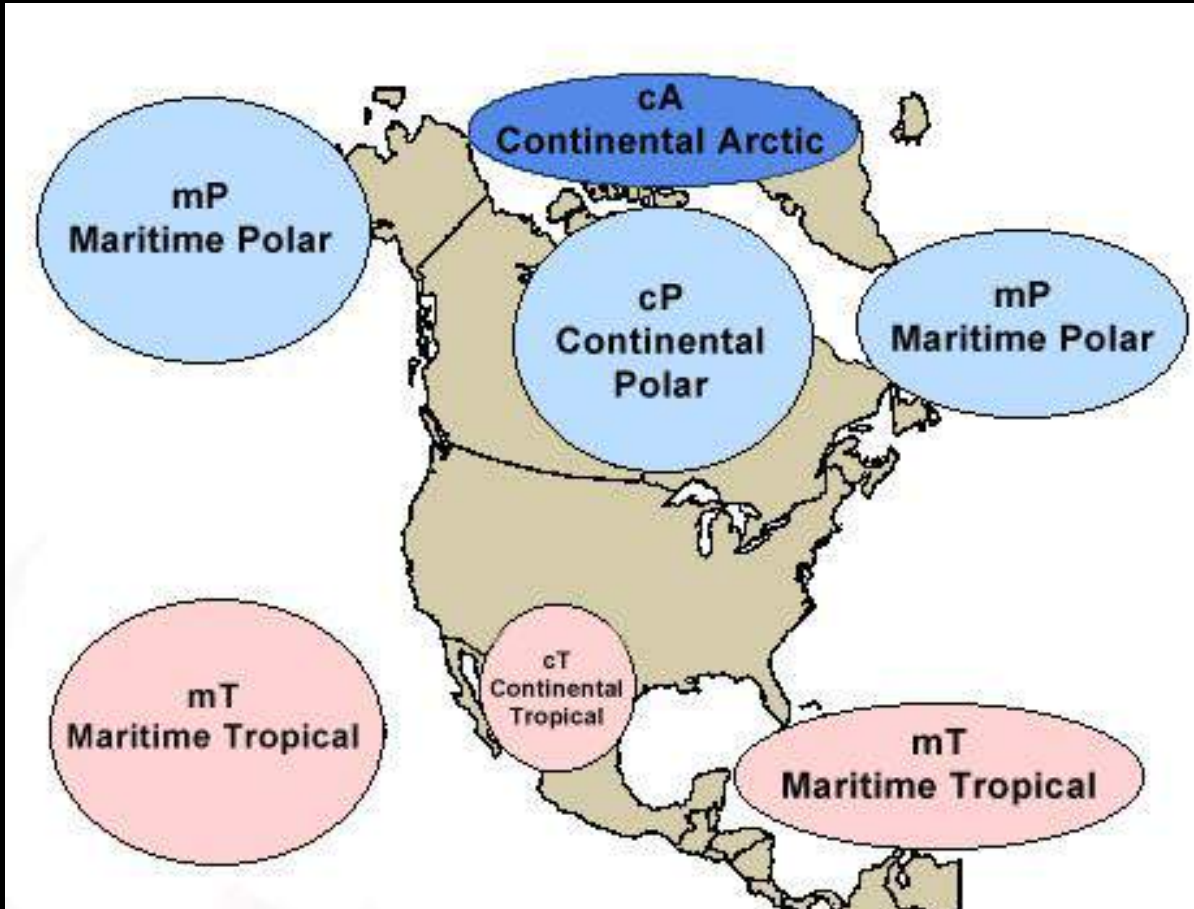 cA
Continental Arctic
mP
Maritime Polar
cP
Continental
Polar
mP
Maritime Polar
mT
Maritime Tropical
cT
Continental
Tropical
mT
Maritime Tropical